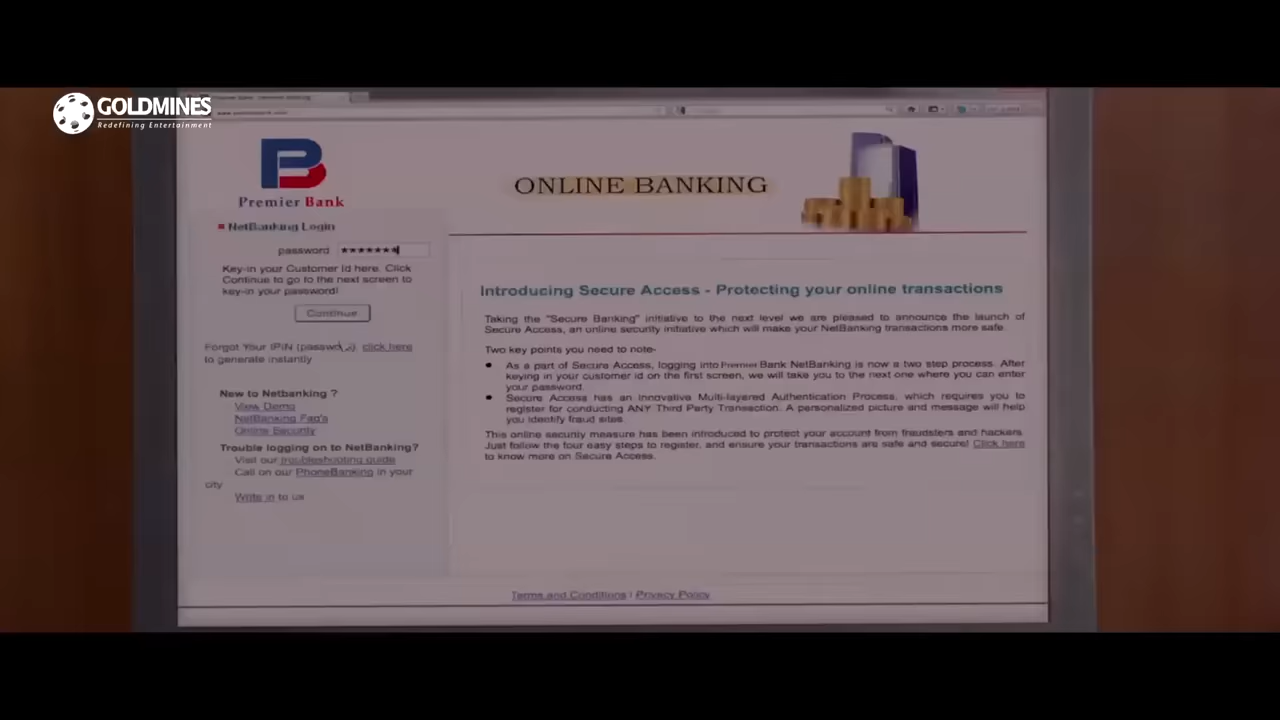 GOLDMINES
Redefining Entertainment
Premier Bank
ONLINE BANKING
NetBanking Login
password *******
Key-in your Customer Id here. Click
Continue to go to the next screen to
key-in your password!
Continue
Forgot Your IPIN click here
to generate instantly
New to Netbanking ?
View Demo
NetBanking Faq's
Online Security
Trouble logging on to NetBanking?
Visit our troubleshooting guide
Call on our PhoneBanking in your
city
Write in to us
Introducing Secure Access - Protecting your online transactions
Taking the "Secure Banking" initiative to the next level we are pleased to announce the launch of
Secure Access, an online security initiative which will make your NetBanking transactions more safe.
Two key points you need to note-
As a part of Secure Access, logging into Premier Bank NetBanking is now a two step process. After
keying in your customer id on the first screen, we will take you to the next one where you can enter
your password.
Secure Access has an innovative Multi-layered Authentication Process, which requires you to
register for conducting ANY Third Party Transaction. A personalized picture and message will help
you identify fraud sites.
This online security measure has been introduced to protect your account from fraudsters and hackers.
Just follow the four easy steps to register, and ensure your transactions are safe and secure! Click here
to know more on Secure Access.
Terms and Conditions | Privacy Policy